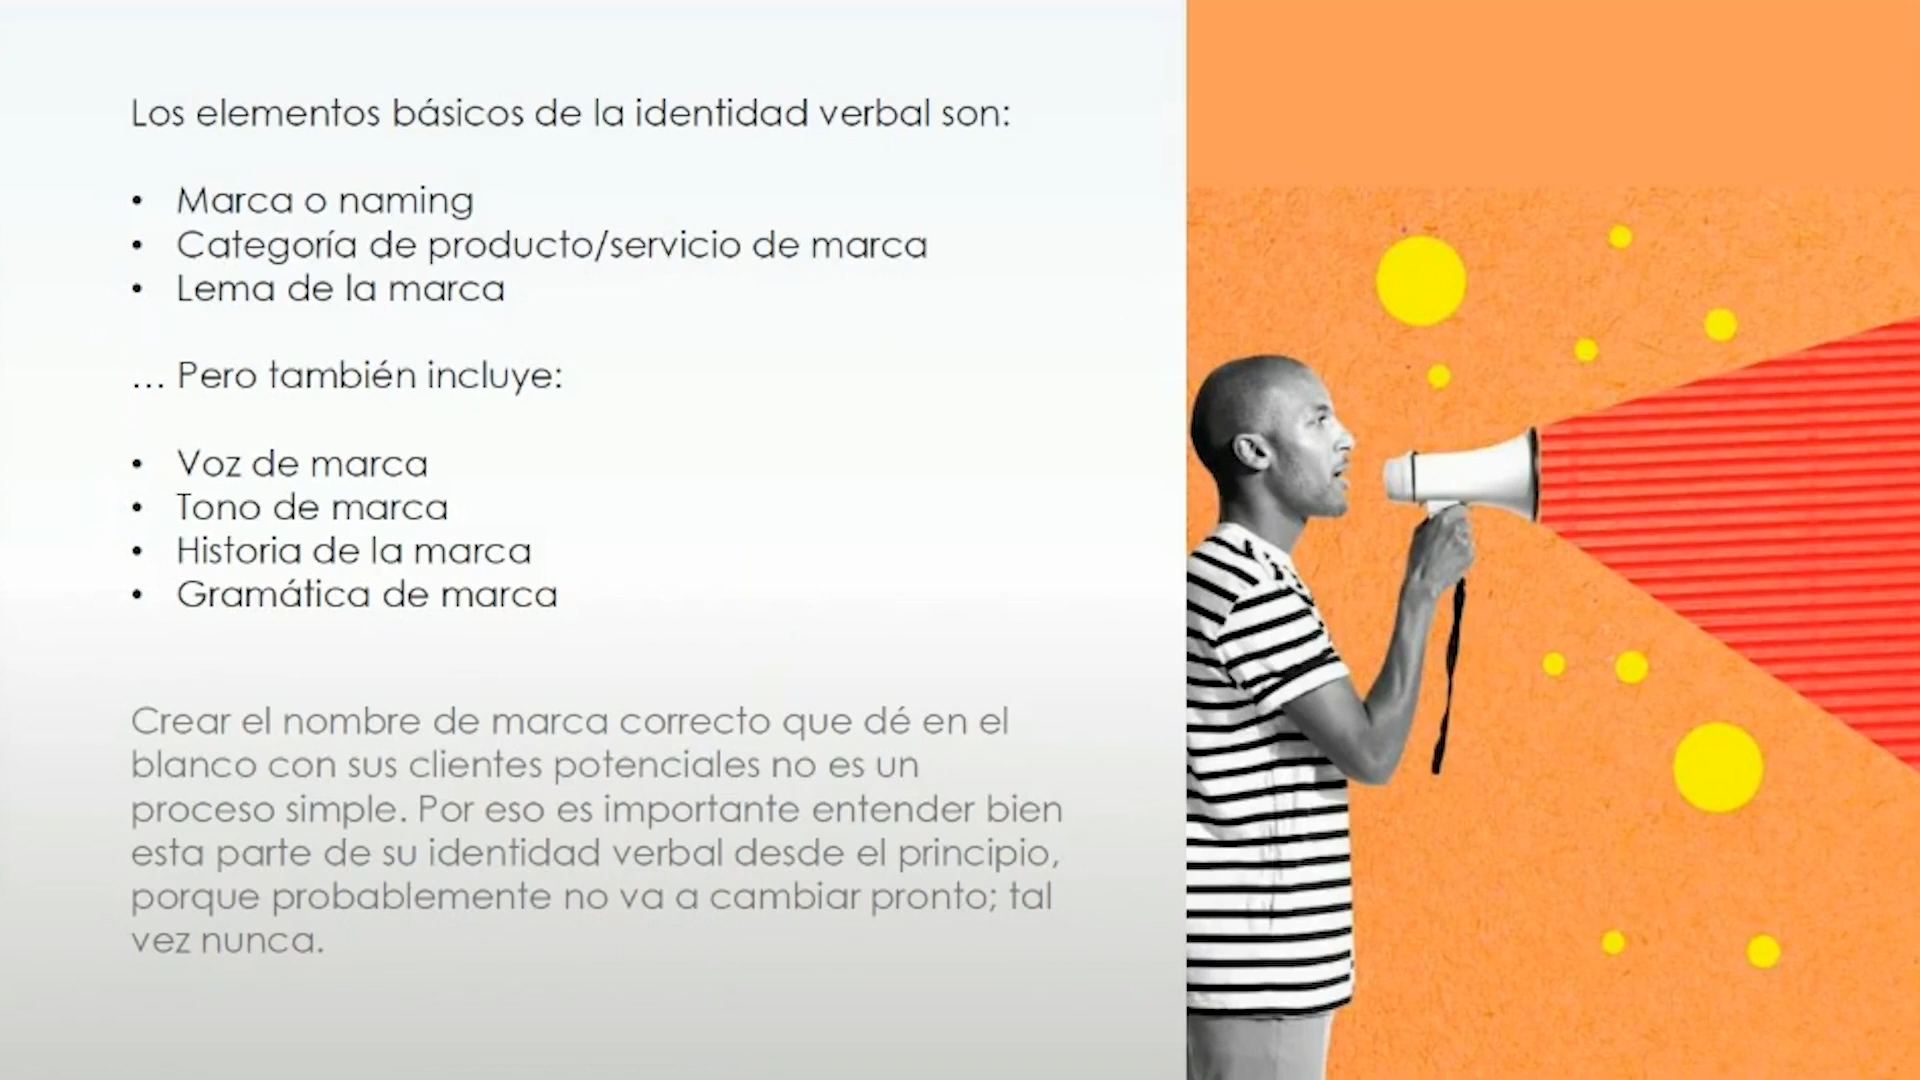 Los elementos básicos de la identidad verbal son:
• Marca o naming
• Categoría de producto/servicio de marca
• Lema de la marca
... Pero también incluye:
• Voz de marca
• Tono de marca
• Historia de la marca
• Gramática de marca
Crear el nombre de marca correcto que dé en el
blanco con sus clientes potenciales no es un
proceso simple. Por eso es importante entender bien
esta parte de su identidad verbal desde el principio,
porque probablemente no va a cambiar pronto; tal
vez nunca.